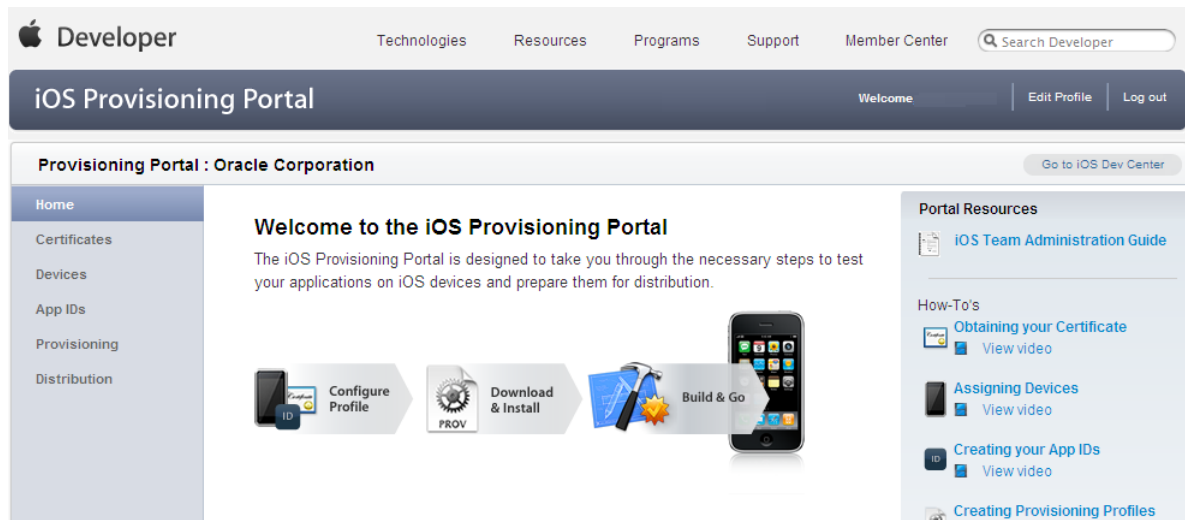 Developer
Technologies Resources Programs Support Member Center Search Developer
iOS Provisioning Portal
Welcome Edit Profile Log out
Provisioning Portal : Oracle Corporation
Go to iOS Dev Center
Home
Certificates
Devices
App IDs
Provisioning
Distribution
Welcome to the iOS Provisioning Portal
The iOS Provisioning Portal is designed to take you through the necessary steps to test
your applications on iOS devices and prepare them for distribution.
ID
Configure
Profile
PROV
Download
& Install
Build & Go
Portal Resources
iOS Team Administration Guide
How-To's
Obtaining your Certificate
View video
Assigning Devices
View video
ID
Creating your App IDs
View video
Creating Provisioning Profiles